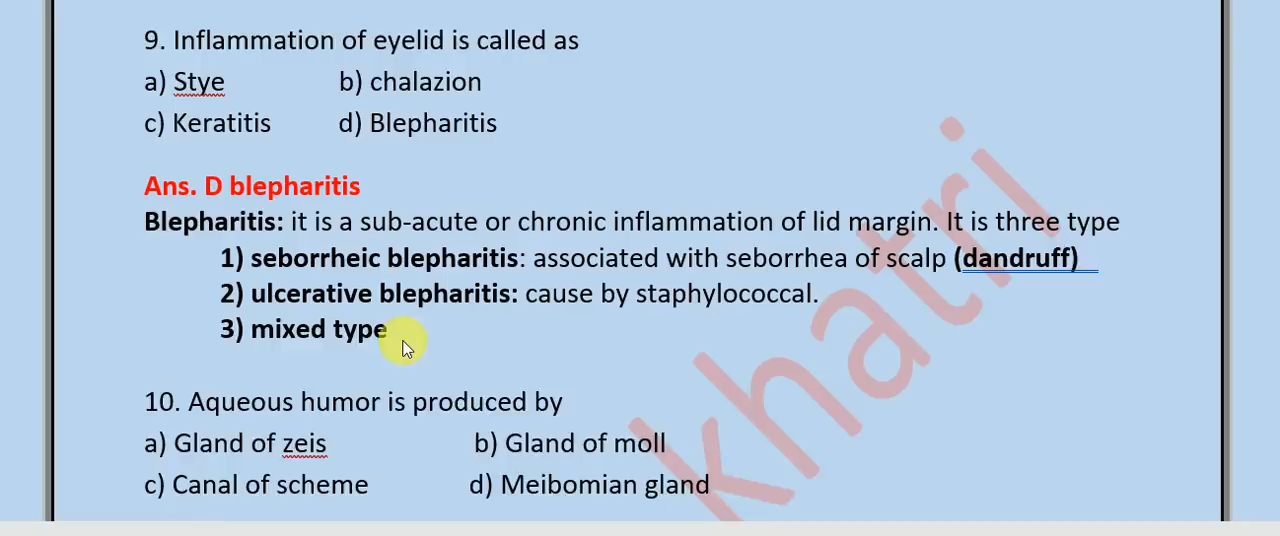 9. Inflammation of eyelid is called as
a) Stye b) chalazion
c) Keratitis d) Blepharitis
Ans. D blepharitis
Blepharitis: it is a sub-acute or chronic inflammation of lid margin. It is three type
1) seborrheic blepharitis: associated with seborrhea of scalp (dandruff)
2) ulcerative blepharitis: cause by staphylococcal.
3) mixed type
10. Aqueous humor is produced by
a) Gland of zeis b) Gland of moll
c) Canal of scheme d) Meibomian gland
khatri